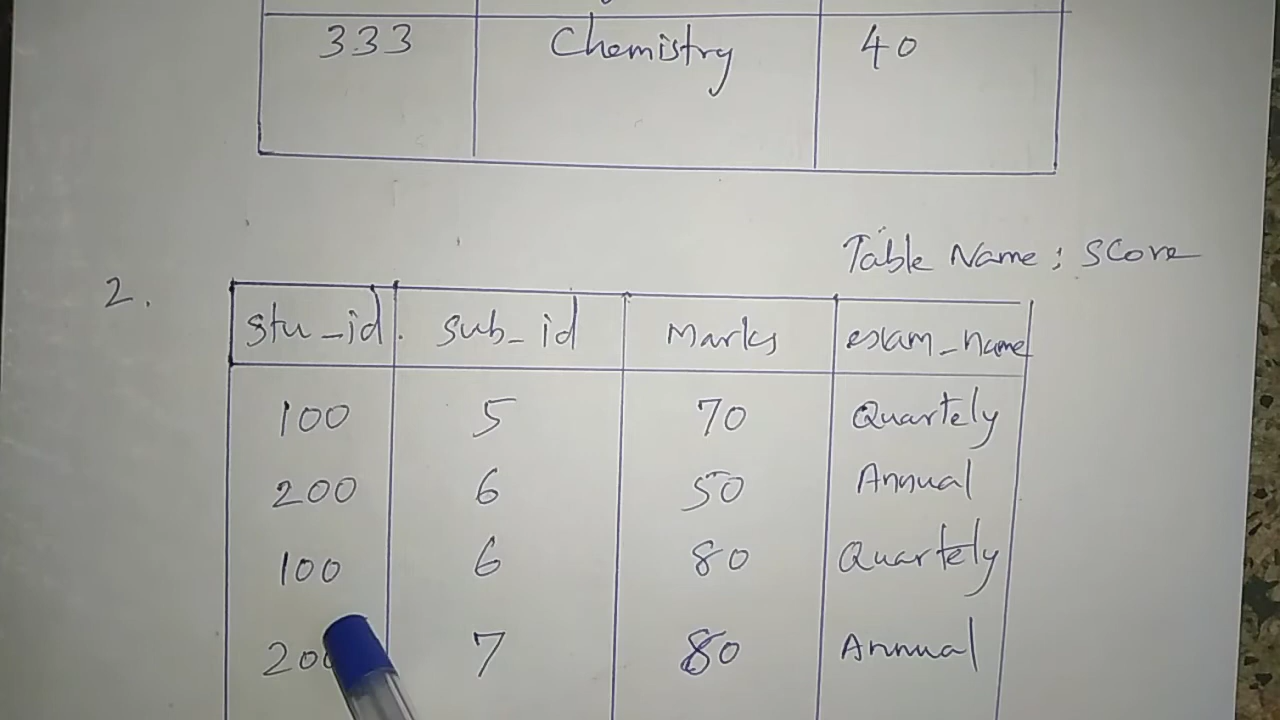 333 Chemistry 40
Table Name: Score
2.
stu_id sub_id Marks exam_name
100 5 70 Quartely
200 6 50 Annual
100 6 80 Quartely
7 80 Annual